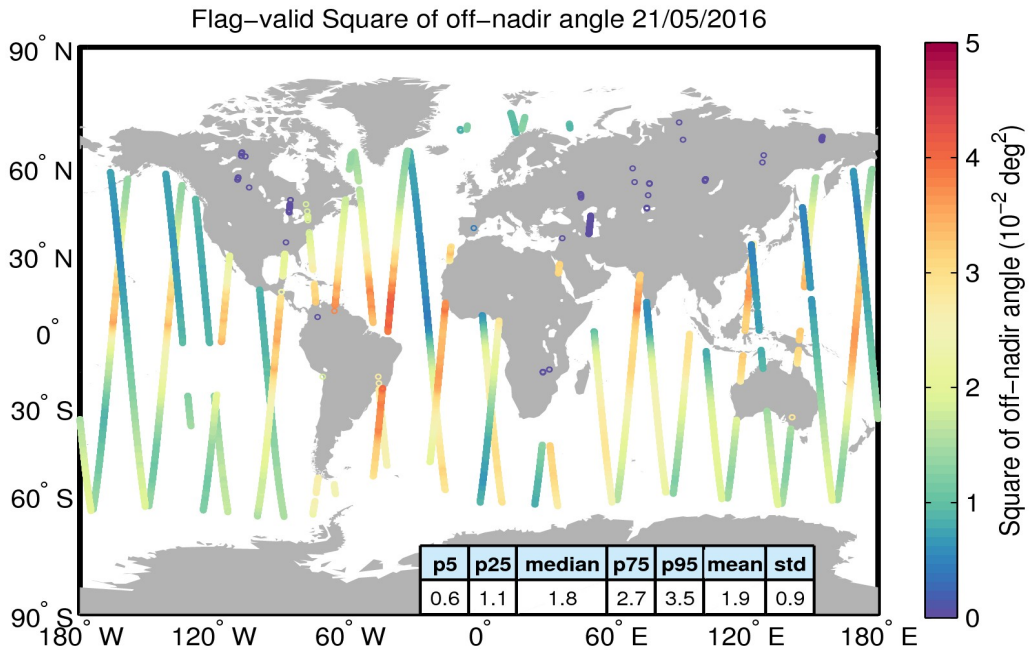 Flag−valid Square of off−nadir angle 21/05/2016
90° N
60° N
30° N
0°
30° S
60° S
90° S
180° W
120° W
60° W
0°
60° E
120° E
180° E
5
4
3
2
1
0
Square of off−nadir angle (10⁻² deg²)
p5 p25 median p75 p95 mean std
0.6 1.1 1.8 2.7 3.5 1.9 0.9